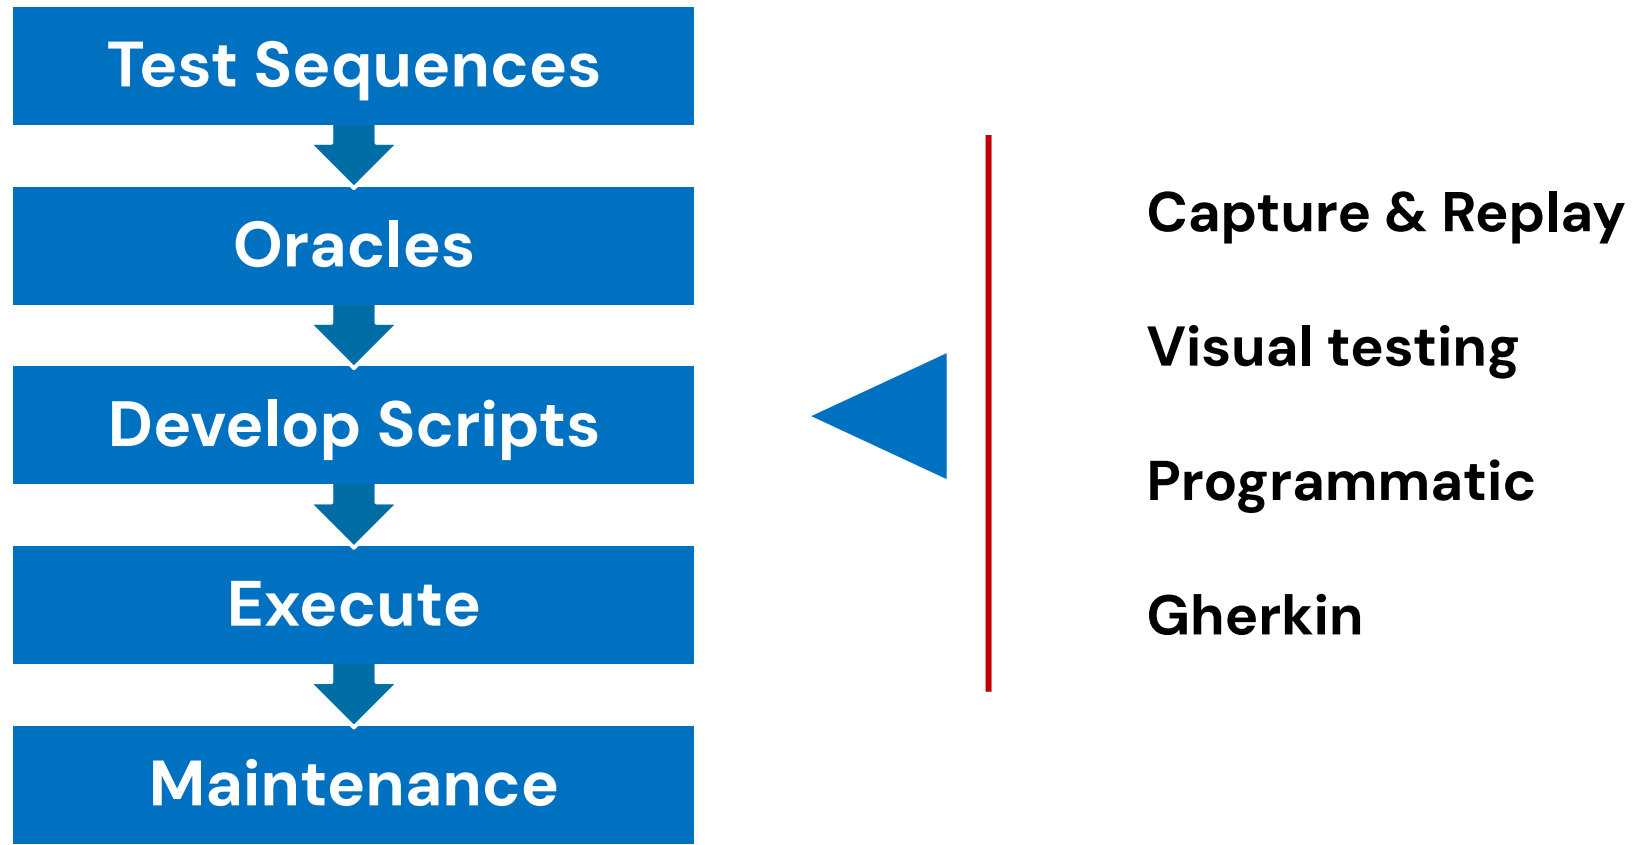 Test Sequences
Oracles
Develop Scripts
Execute
Maintenance
Capture & Replay
Visual testing
Programmatic
Gherkin